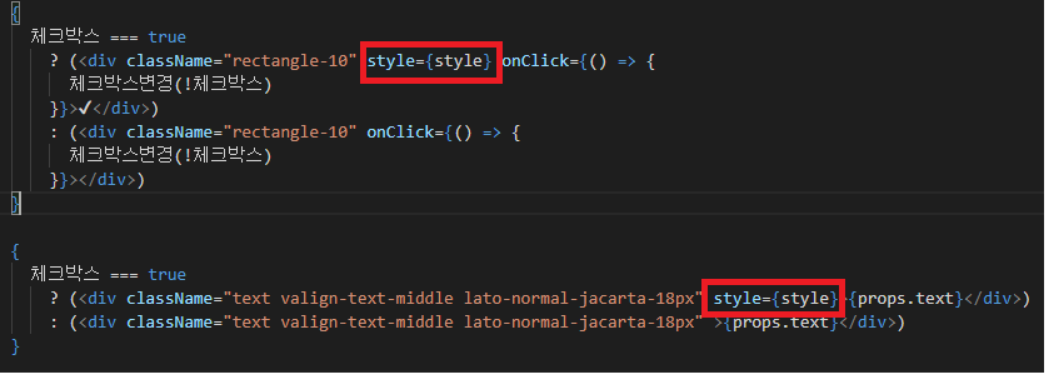 {
체크박스 === true
? (<div className="rectangle-10" style={style} onClick={() => {
체크박스변경(!체크박스)
}}>✔</div>)
: (<div className="rectangle-10" onClick={() => {
체크박스변경(!체크박스)
}}></div>)
}
{
체크박스 === true
? (<div className="text valign-text-middle lato-normal-jacarta-18px" style={style}>{props.text}</div>)
: (<div className="text valign-text-middle lato-normal-jacarta-18px" >{props.text}</div>)
}